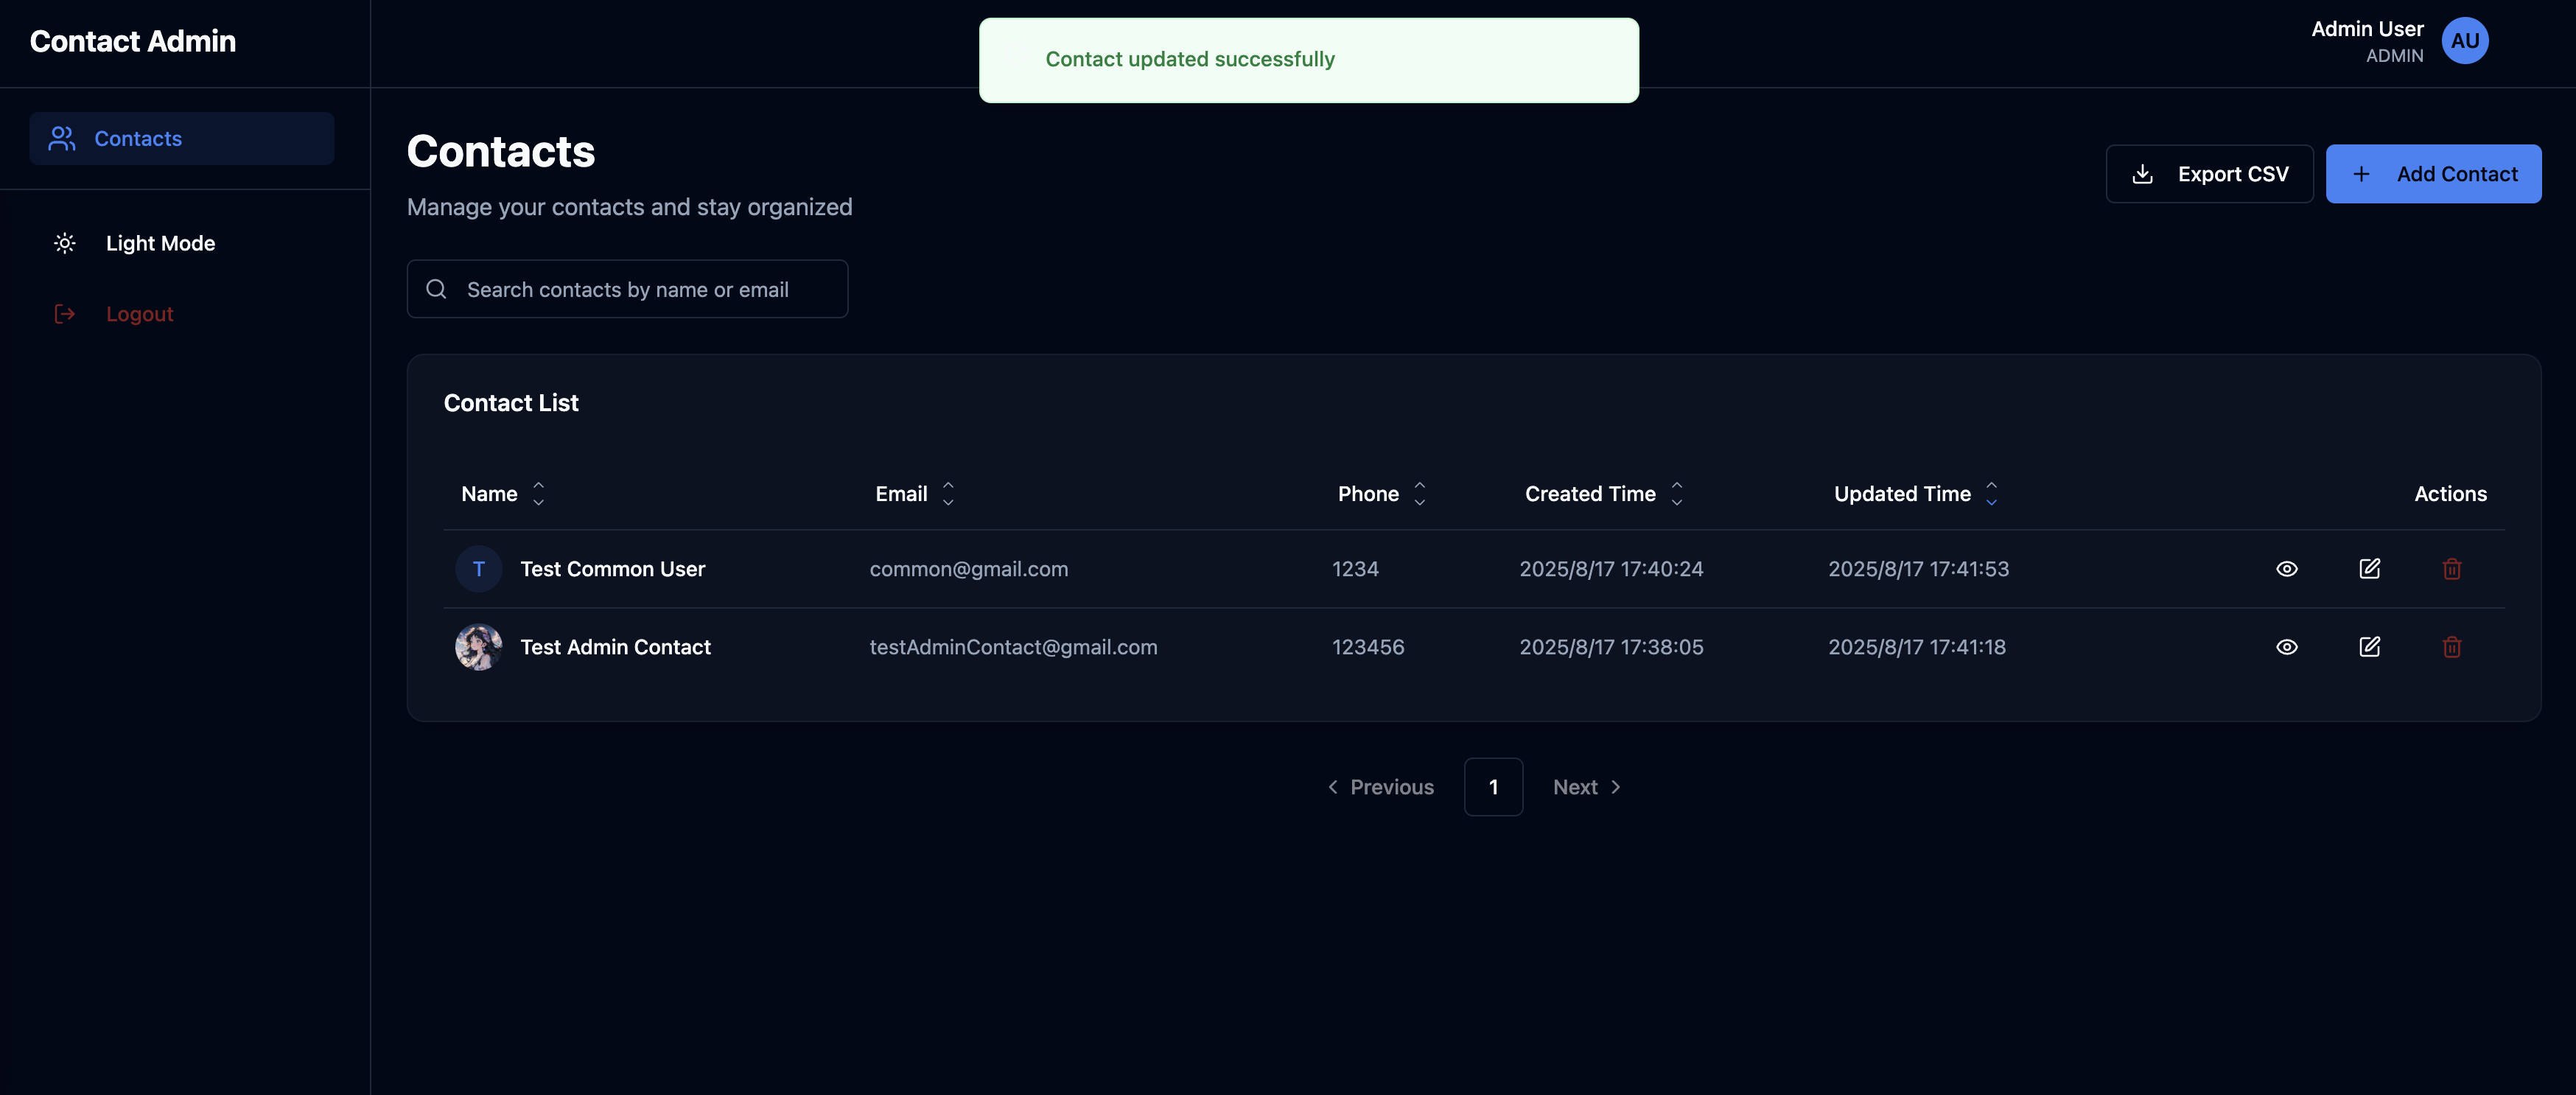 Contact Admin
Contact updated successfully
Admin User
ADMIN
AU
Contacts
Light Mode
Logout
Contacts
Manage your contacts and stay organized
Export CSV
Add Contact
Search contacts by name or email
Contact List
Name Email Phone Created Time Updated Time Actions
T Test Common User common@gmail.com 1234 2025/8/17 17:40:24 2025/8/17 17:41:53
Test Admin Contact testAdminContact@gmail.com 123456 2025/8/17 17:38:05 2025/8/17 17:41:18
Previous 1 Next